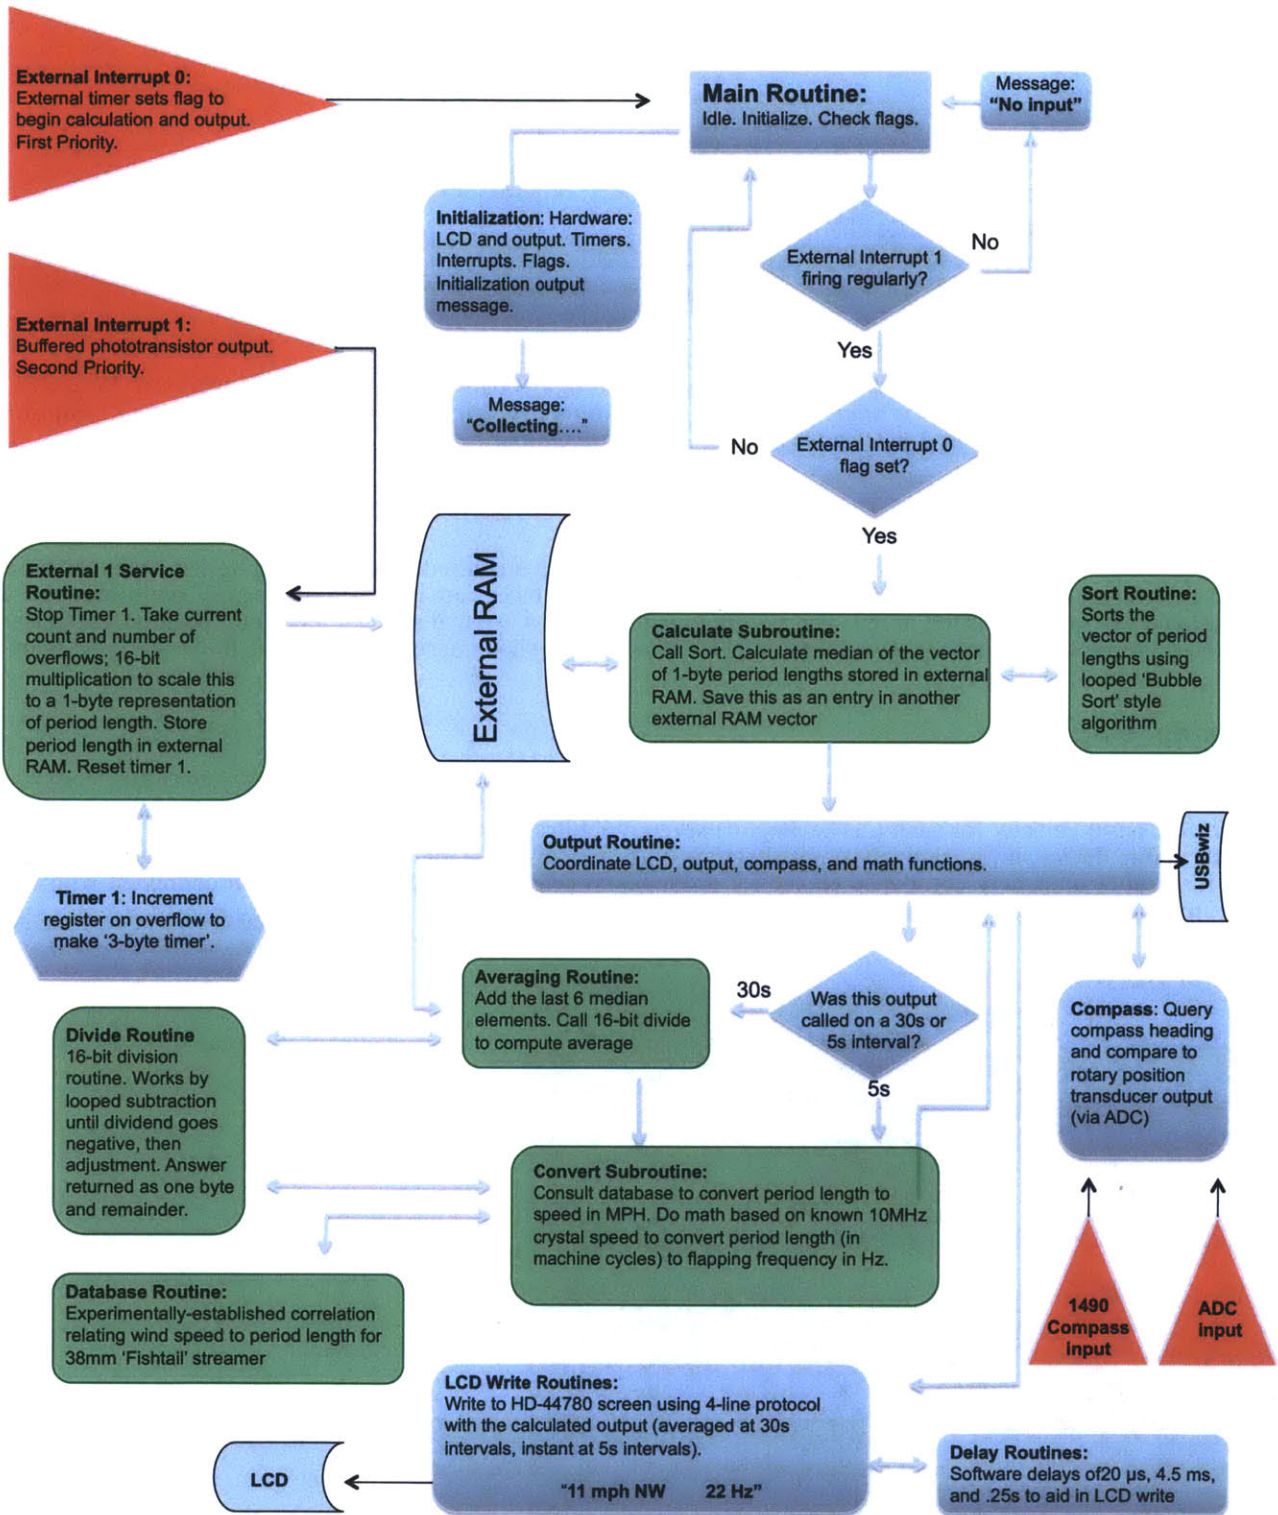 External Interrupt 0:
External timer sets flag to
begin calculation and output.
First Priority.
Main Routine:
Idle. Initialize. Check flags.
Message:
"No input"
Initialization: Hardware:
LCD and output. Timers.
Interrupts. Flags.
Initialization output
message.
External Interrupt 1
firing regularly?
No
Yes
External Interrupt 1:
Buffered phototransistor output.
Second Priority.
Message:
"Collecting...."
No
External Interrupt 0
flag set?
Yes
External 1 Service
Routine:
Stop Timer 1. Take current
count and number of
overflows; 16-bit
multiplication to scale this
to a 1-byte representation
of period length. Store
period length in external
RAM. Reset timer 1.
External RAM
Calculate Subroutine:
Call Sort. Calculate median of the vector
of 1-byte period lengths stored in external
RAM. Save this as an entry in another
external RAM vector
Sort Routine:
Sorts the
vector of period
lengths using
looped 'Bubble
Sort' style
algorithm
Output Routine:
Coordinate LCD, output, compass, and math functions.
USBwiz
Timer 1: Increment
register on overflow to
make '3-byte timer'.
Averaging Routine:
Add the last 6 median
elements. Call 16-bit divide
to compute average
30s
Was this output
called on a 30s or
5s interval?
5s
Compass: Query
compass heading
and compare to
rotary position
transducer output
(via ADC)
Divide Routine
16-bit division
routine. Works by
looped subtraction
until dividend goes
negative, then
adjustment. Answer
returned as one byte
and remainder.
Convert Subroutine:
Consult database to convert period length to
speed in MPH. Do math based on known 10MHz
crystal speed to convert period length (in
machine cycles) to flapping frequency in Hz.
1490
Compass
input
ADC
input
Database Routine:
Experimentally-established correlation
relating wind speed to period length for
38mm 'Fishtail' streamer
LCD Write Routines:
Write to HD-44780 screen using 4-line protocol
with the calculated output (averaged at 30s
intervals, instant at 5s intervals).
"11 mph NW 22 Hz"
LCD
Delay Routines:
Software delays of20 µs, 4.5 ms,
and .25s to aid in LCD write